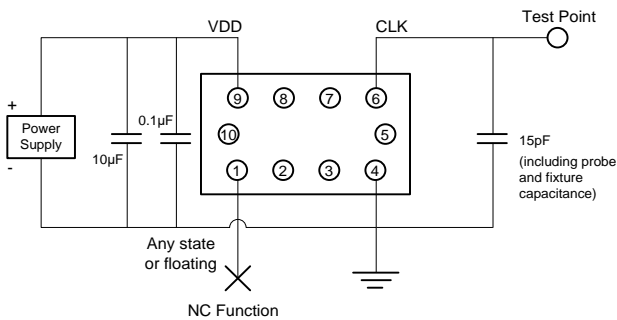 Test Point
VDD
CLK
9
8
7
6
+
Power
Supply
-
10µF
0.1µF
10
5
15pF
(including probe
and fixture
capacitance)
1
2
3
4
Any state
or floating
NC Function